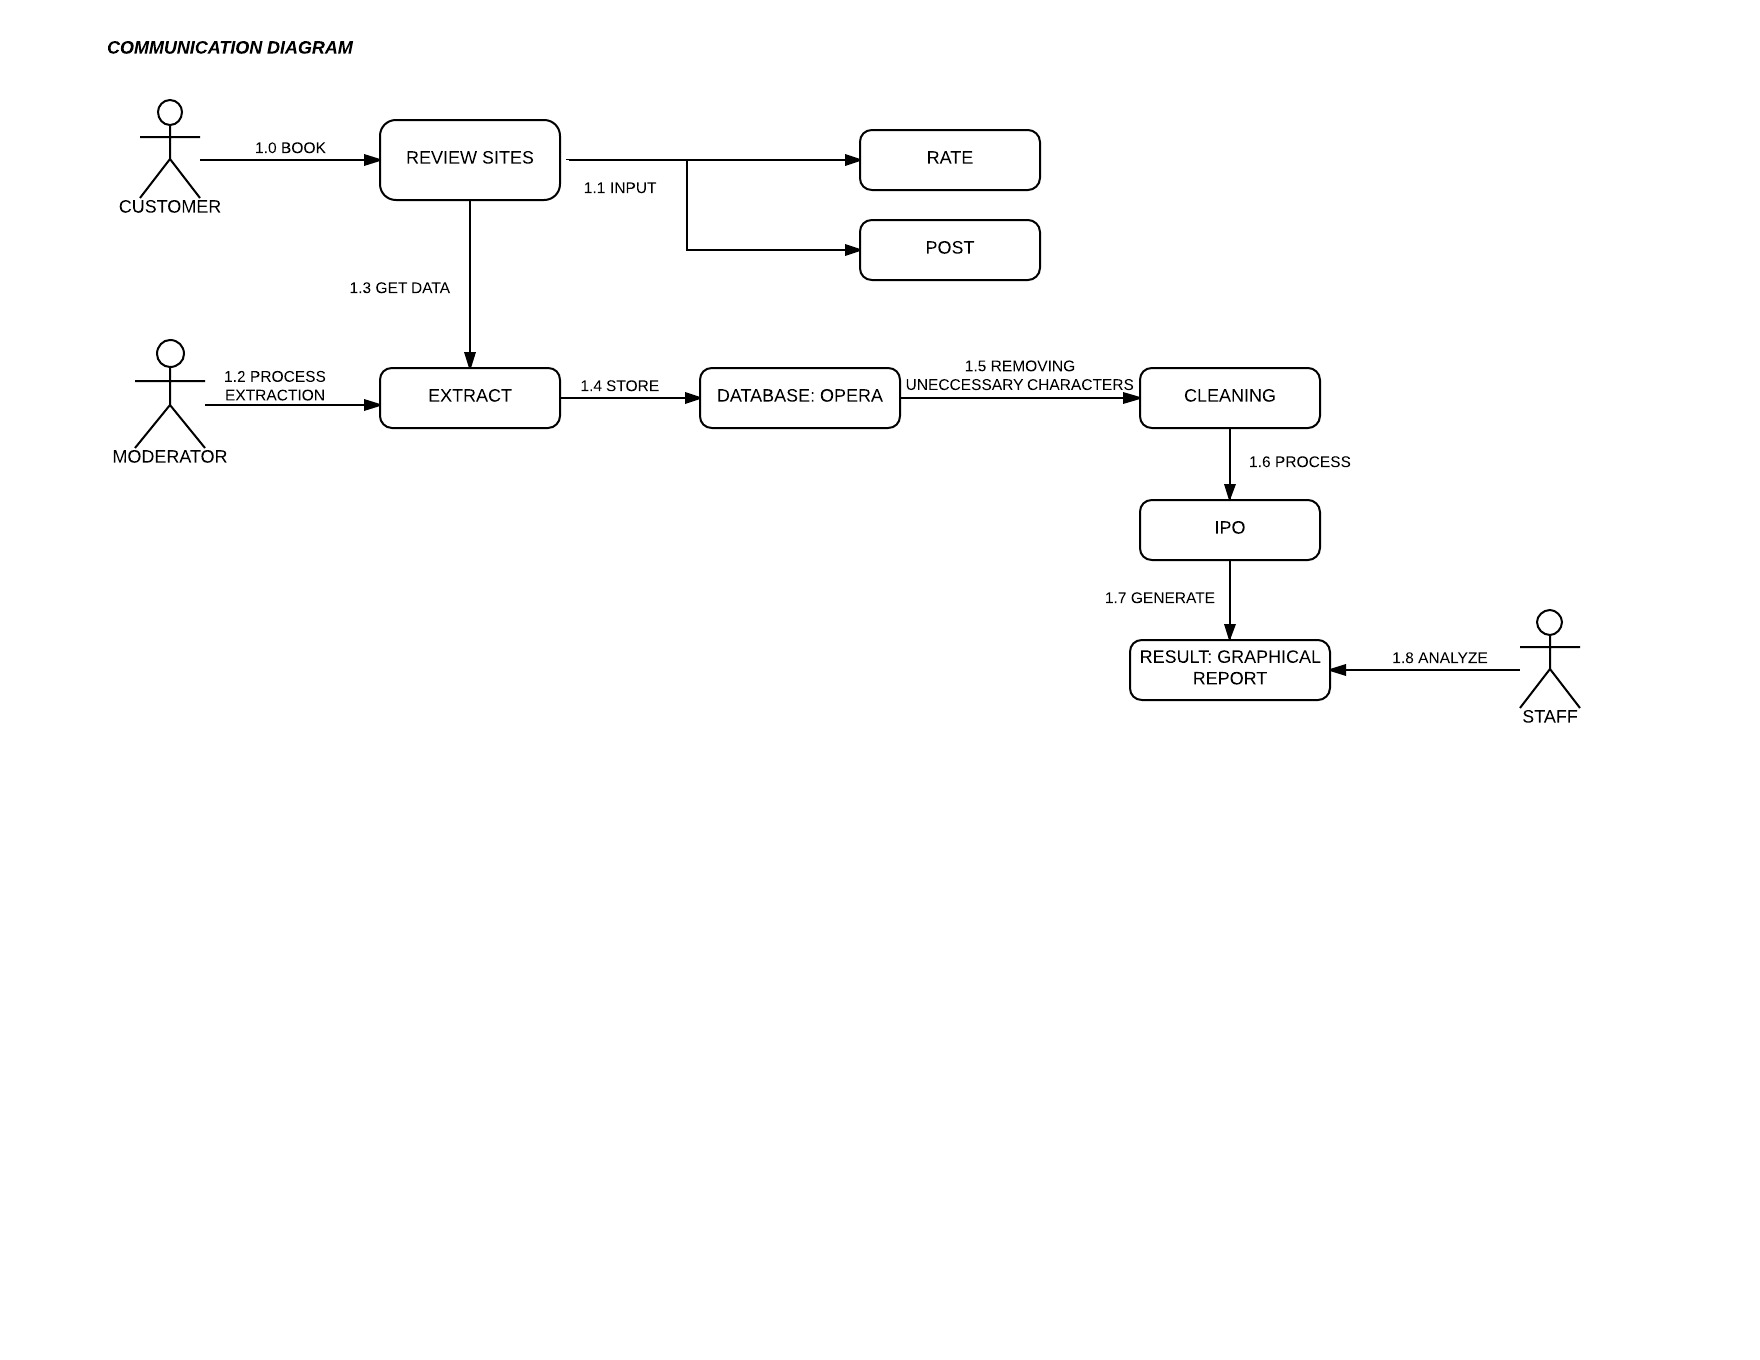 COMMUNICATION DIAGRAM
1.0 BOOK
REVIEW SITES
RATE
1.1 INPUT
CUSTOMER
POST
1.3 GET DATA
1.2 PROCESS
EXTRACTION
EXTRACT
1.4 STORE
DATABASE: OPERA
1.5 REMOVING
UNECCESSARY CHARACTERS
CLEANING
MODERATOR
1.6 PROCESS
IPO
1.7 GENERATE
RESULT: GRAPHICAL
REPORT
1.8 ANALYZE
STAFF